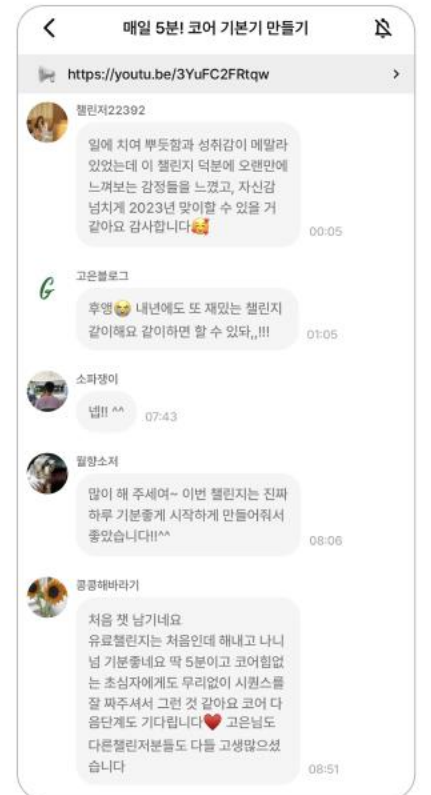 매일 5분! 코어 기본기 만들기
https://youtu.be/3YuFC2FRtqw
챌린저22392
일에 치여 뿌듯함과 성취감이 메말라
있었는데 이 챌린지 덕분에 오랜만에
느껴보는 감정들을 느꼈고, 자신감
넘치게 2023년 맞이할 수 있을 거
같아요 감사합니다🥰
00:05
G
고은블로그
후앵😭 내년에도 또 재밌는 챌린지
같이해요 같이하면 할 수 있돠,,!!!
01:05
소파쟁이
넵!! ^^
07:43
월향소저
많이 해 주세여~ 이번 챌린지는 진짜
하루 기분좋게 시작하게 만들어줘서
좋았습니다!!^^
08:06
콩콩해바라기
처음 챗 남기네요
유료챌린지는 처음인데 해내고 나니
넘 기분좋네요 딱 5분이고 코어힘없
는 초심자에게도 무리없이 시퀀스를
잘 짜주셔서 그런 것 같아요 코어 다
음단계도 기다립니다♥ 고은님도
다른챌린저분들도 다들 고생많으셨
습니다
08:51